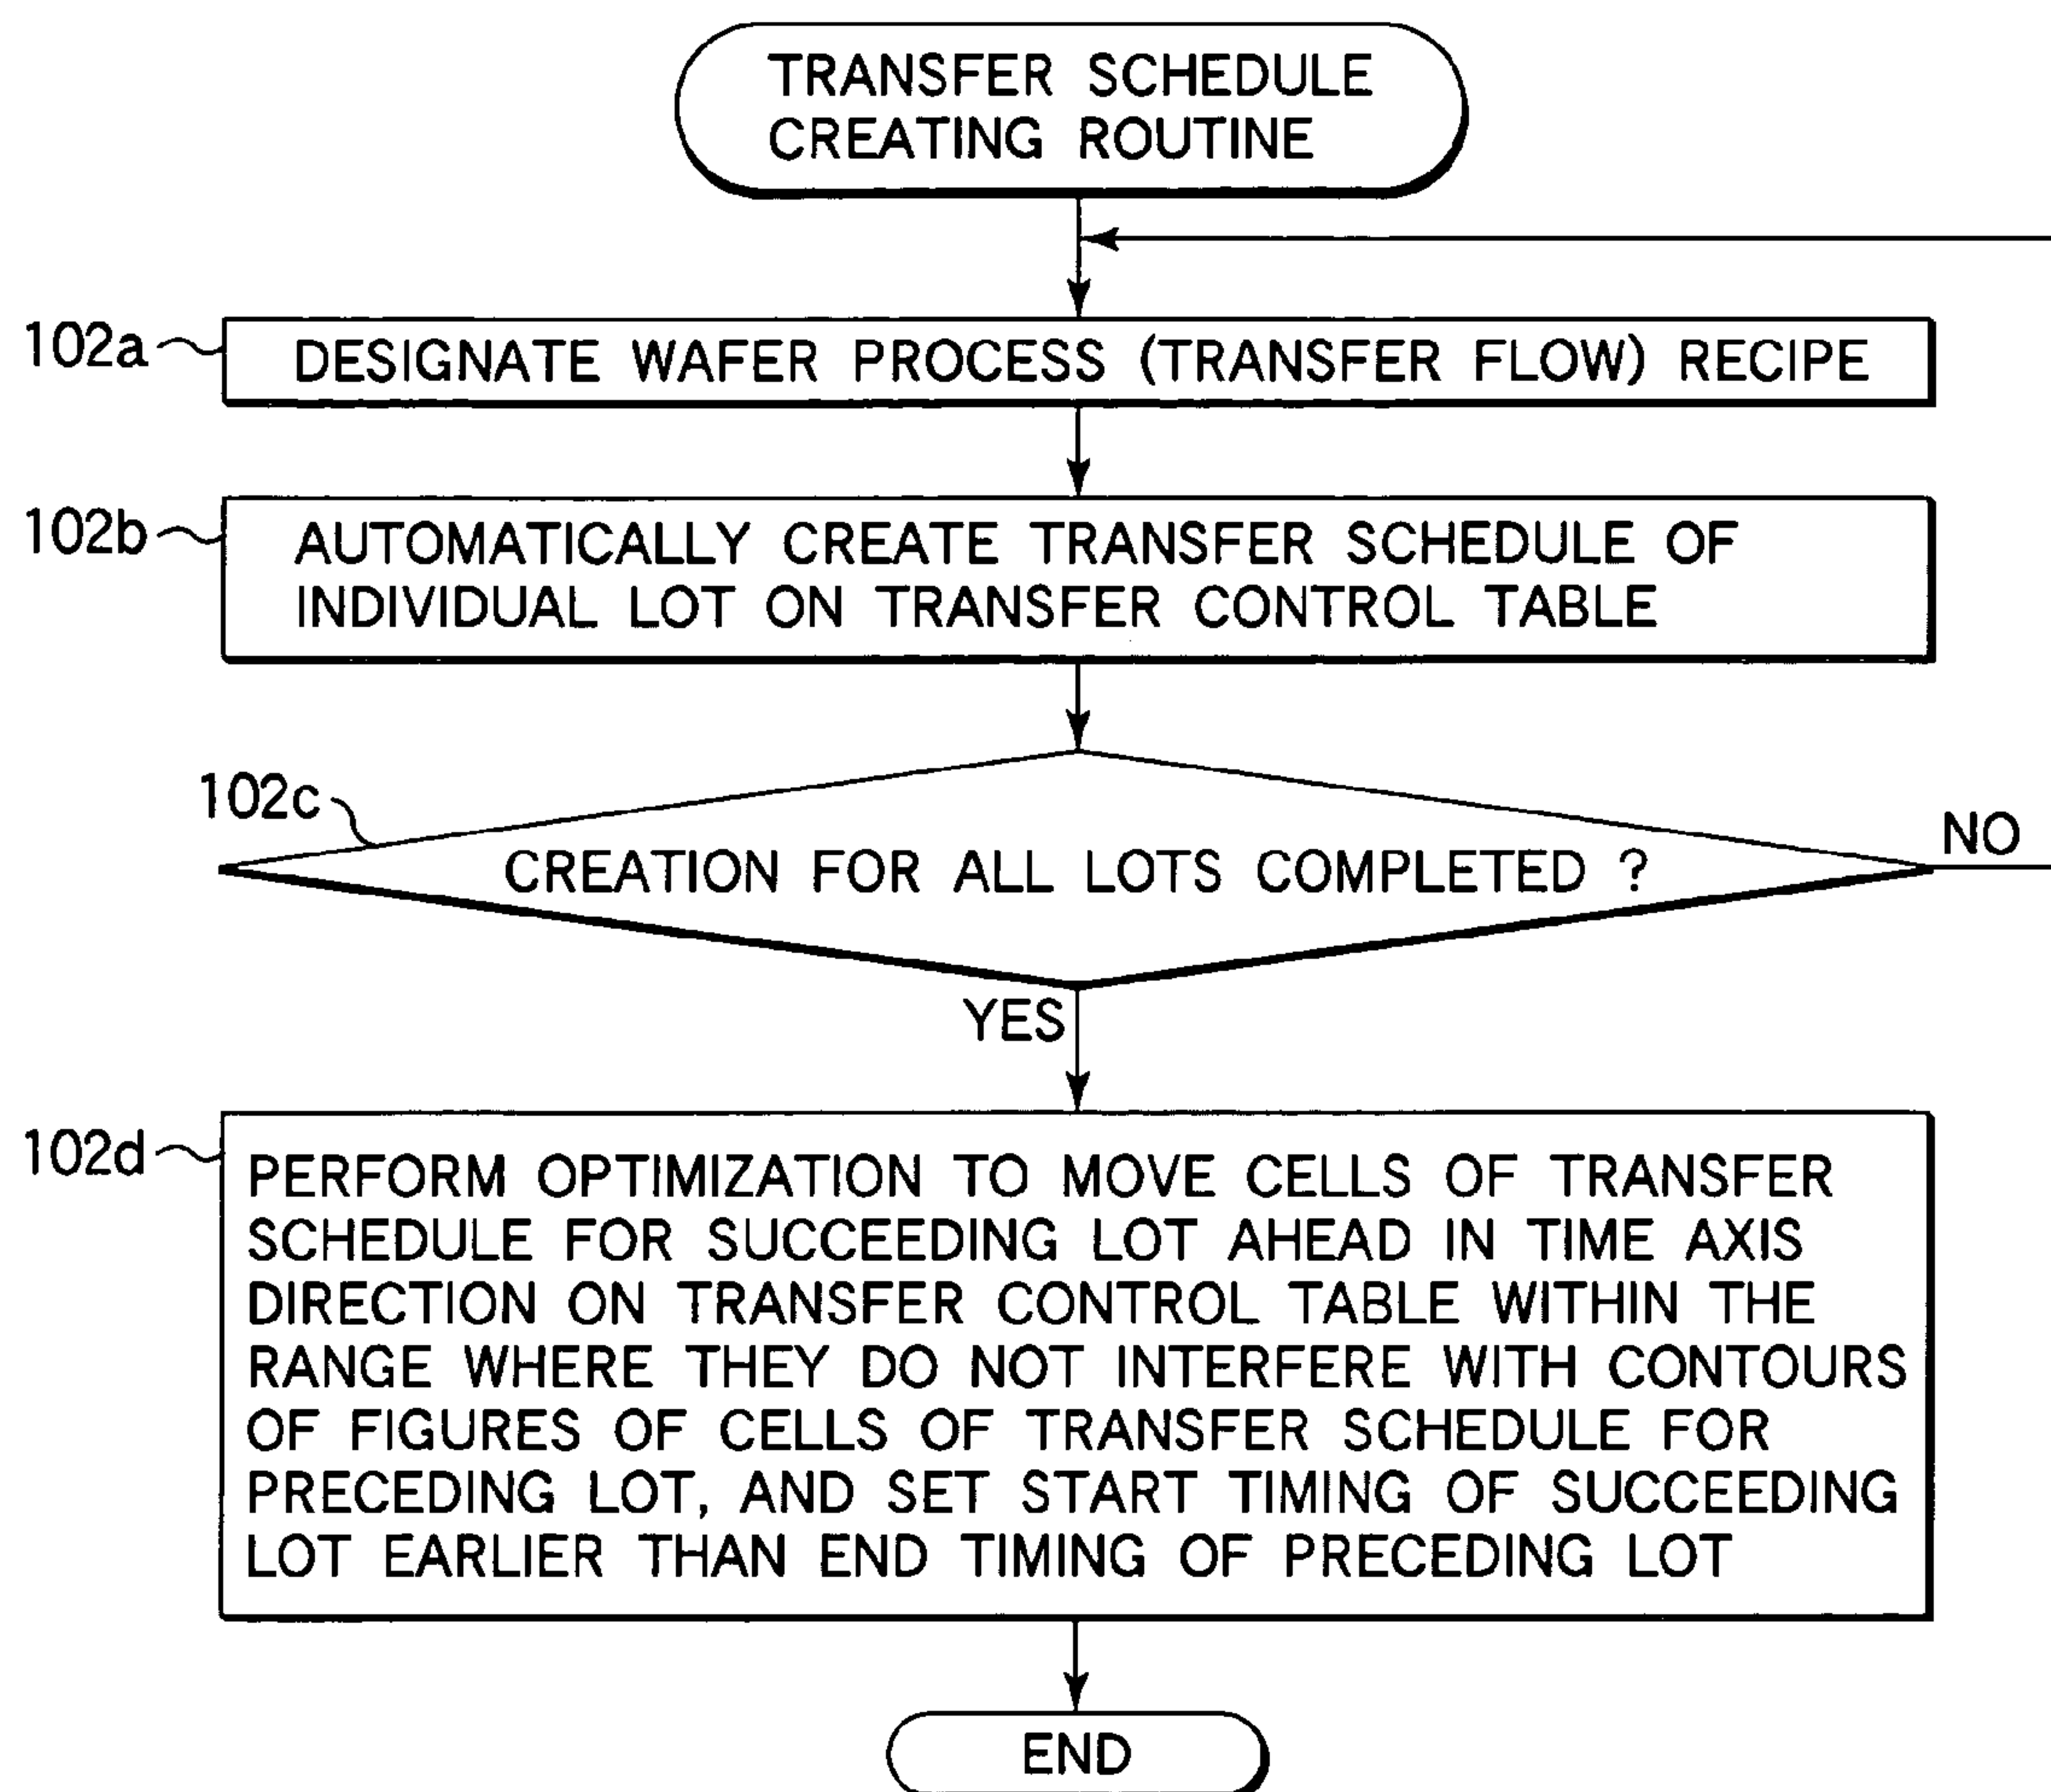 TRANSFER SCHEDULE
CREATING ROUTINE
102a
DESIGNATE WAFER PROCESS (TRANSFER FLOW) RECIPE
102b
AUTOMATICALLY CREATE TRANSFER SCHEDULE OF
INDIVIDUAL LOT ON TRANSFER CONTROL TABLE
102c
CREATION FOR ALL LOTS COMPLETED ?
NO
YES
102d
PERFORM OPTIMIZATION TO MOVE CELLS OF TRANSFER
SCHEDULE FOR SUCCEEDING LOT AHEAD IN TIME AXIS
DIRECTION ON TRANSFER CONTROL TABLE WITHIN THE
RANGE WHERE THEY DO NOT INTERFERE WITH CONTOURS
OF FIGURES OF CELLS OF TRANSFER SCHEDULE FOR
PRECEDING LOT, AND SET START TIMING OF SUCCEEDING
LOT EARLIER THAN END TIMING OF PRECEDING LOT
END